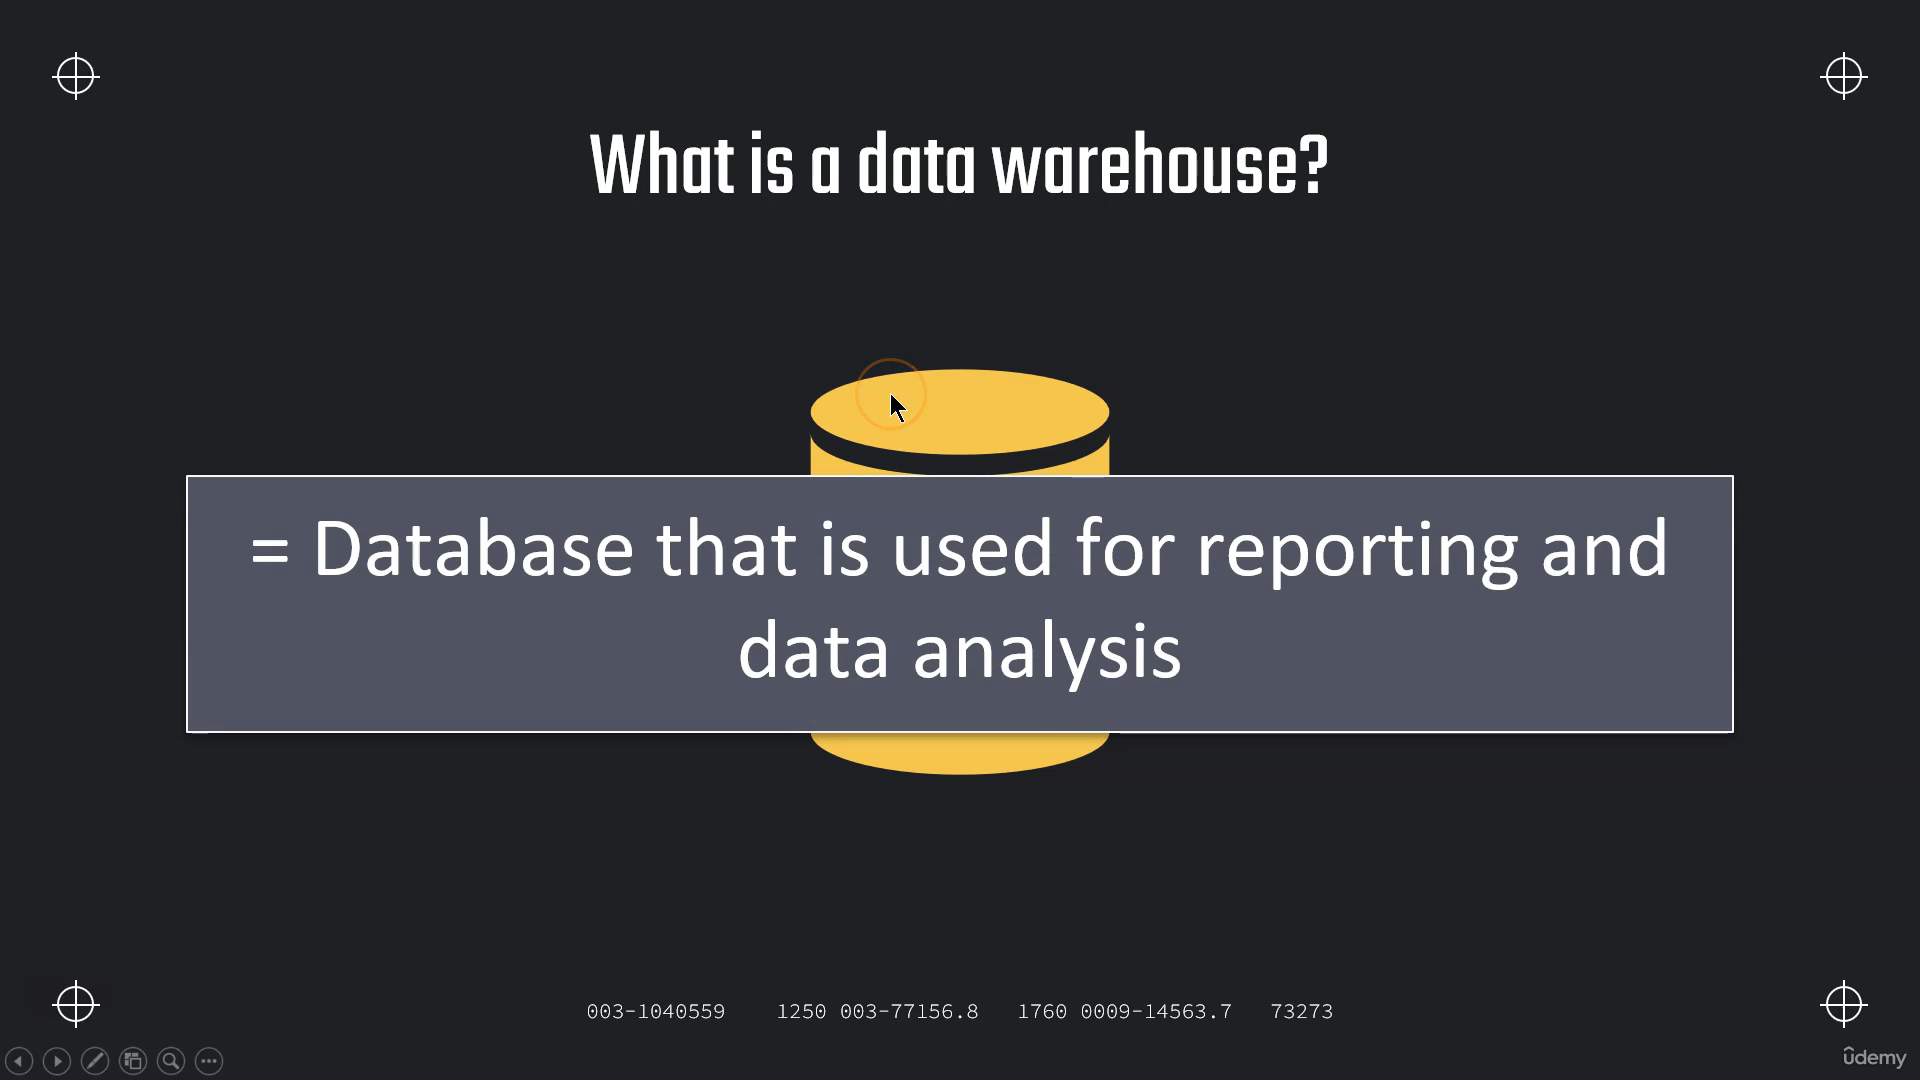 What is a data warehouse?
= Database that is used for reporting and
data analysis
003-1040559 1250 003-77156.8 1760 0009-14563.7 73273
ûdemy